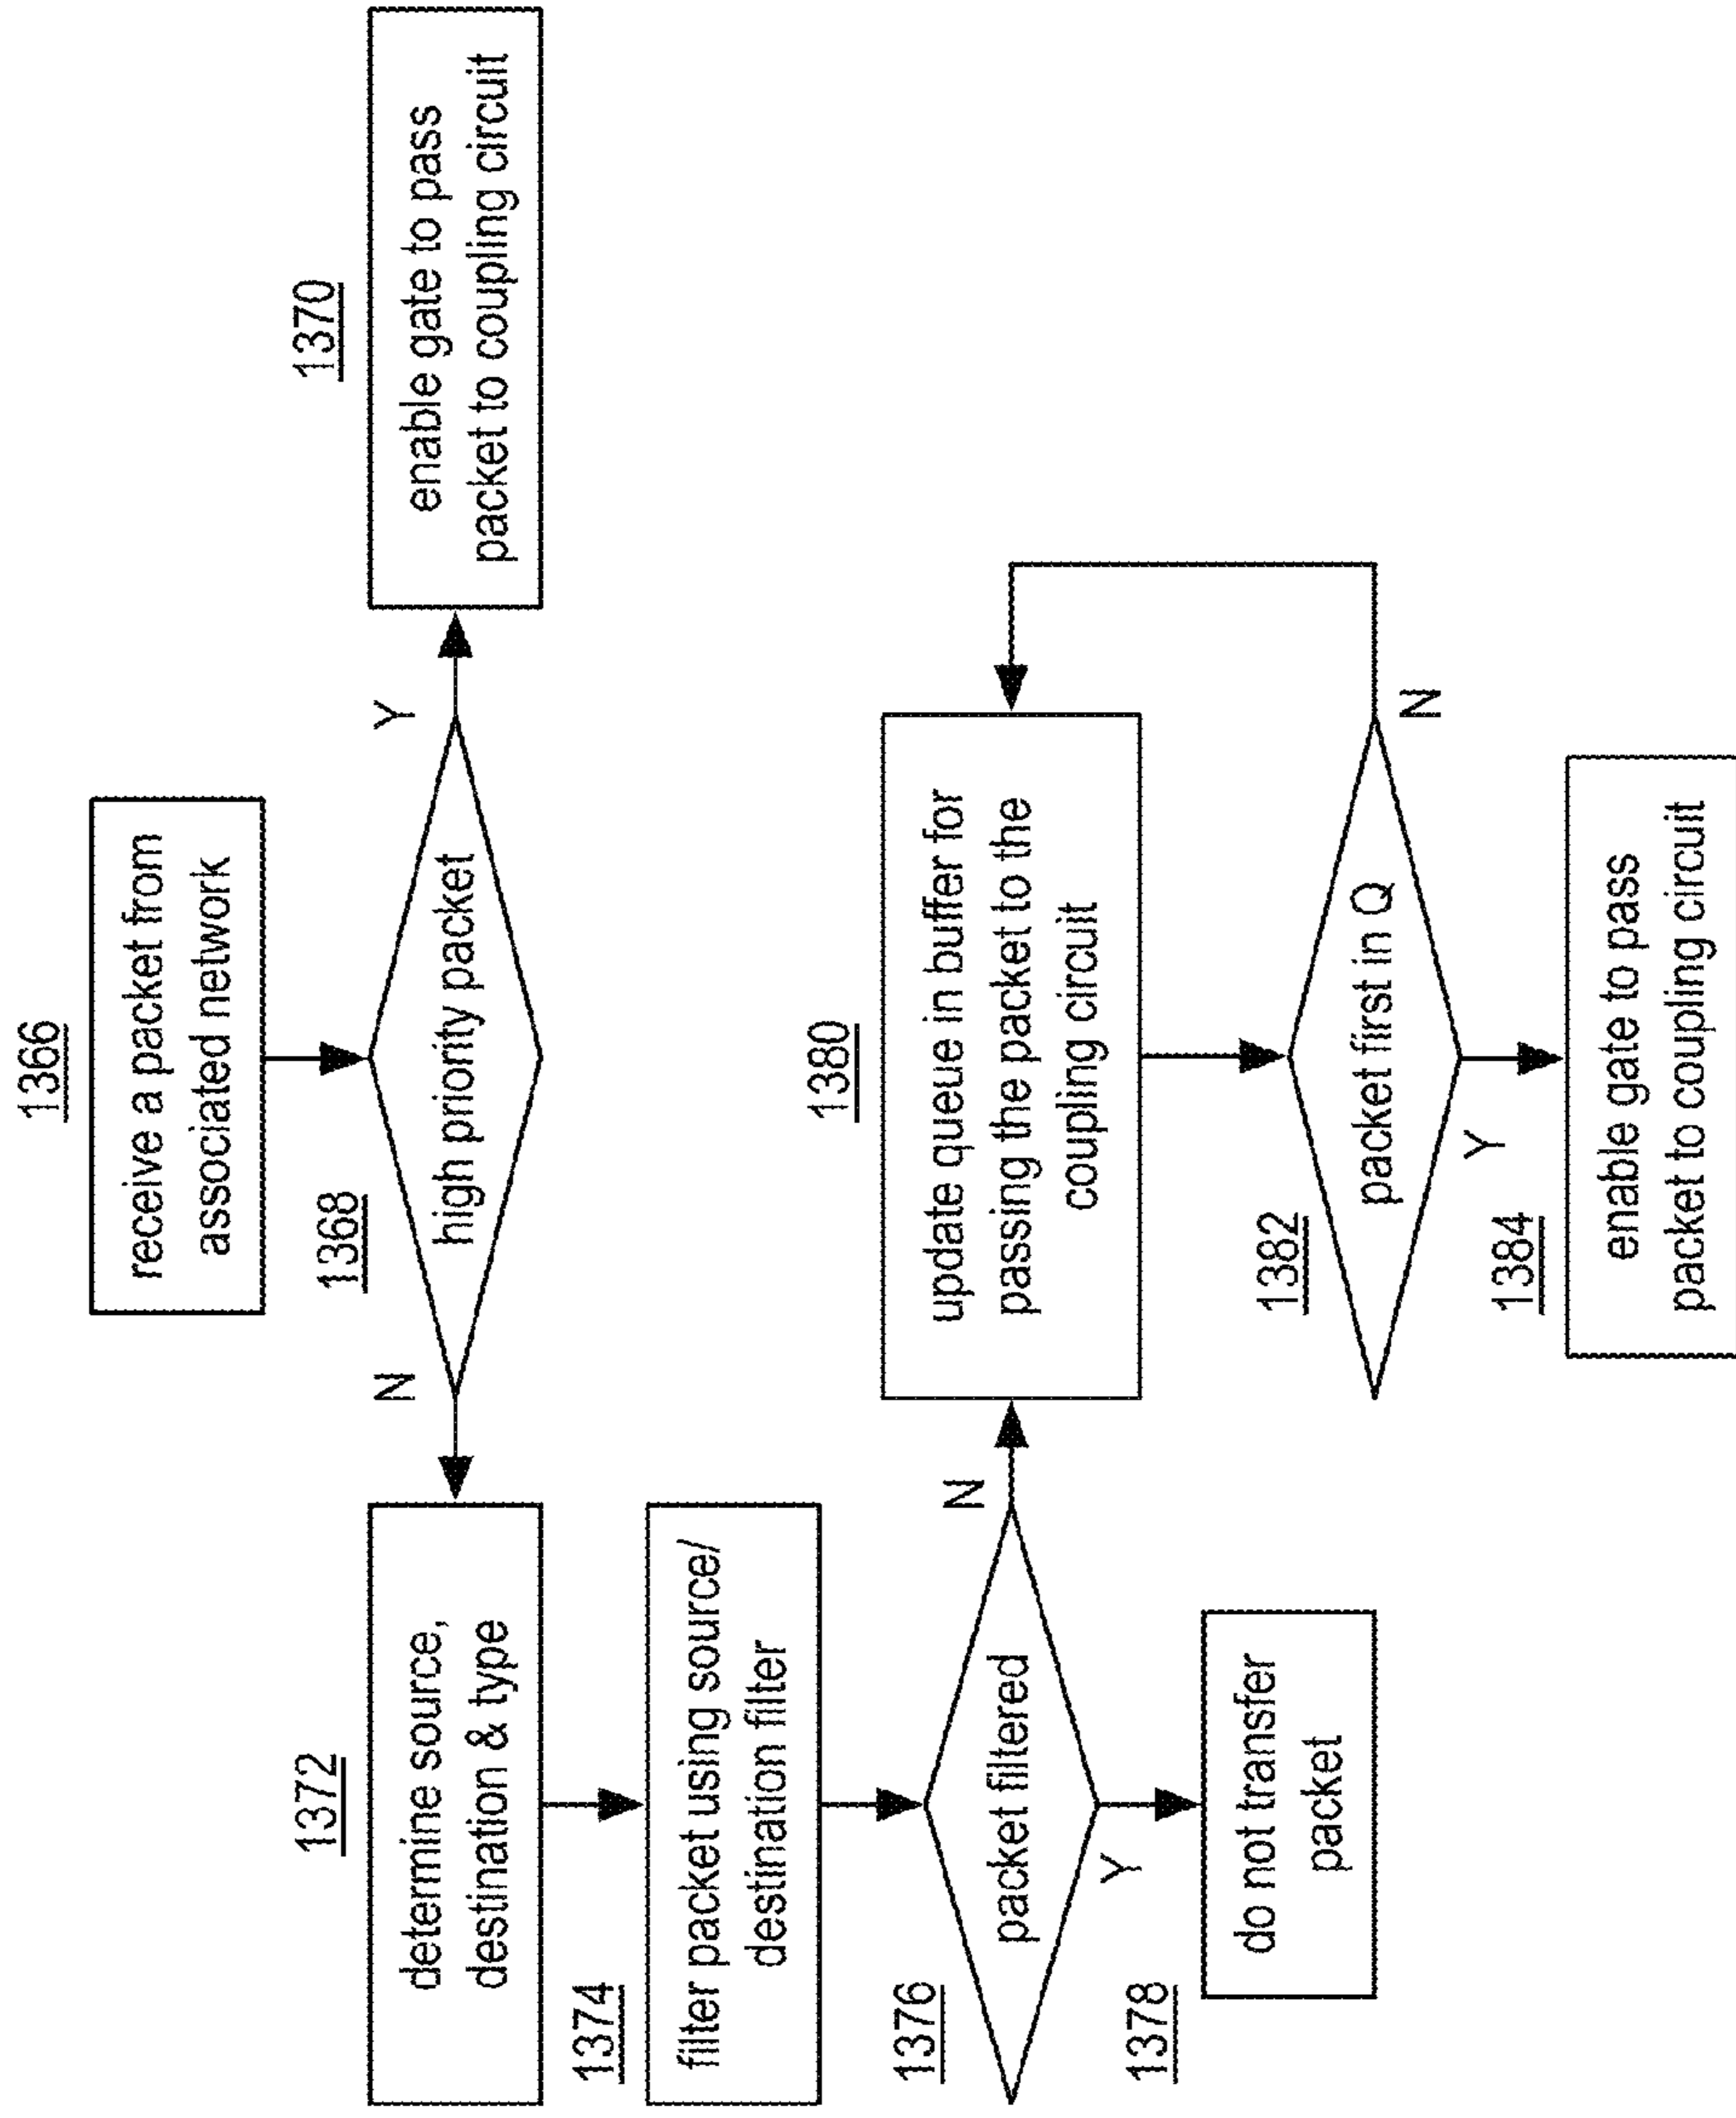 1366
receive a packet from
associated network
1368
high priority packet
N
Y
1370
enable gate to pass
packet to coupling circuit
1372
determine source,
destination & type
1374
filter packet using source/
destination filter
1376
packet filtered
N
Y
1378
do not transfer
packet
1380
update queue in buffer for
passing the packet to the
coupling circuit
1382
packet first in Q
N
Y
1384
enable gate to pass
packet to coupling circuit